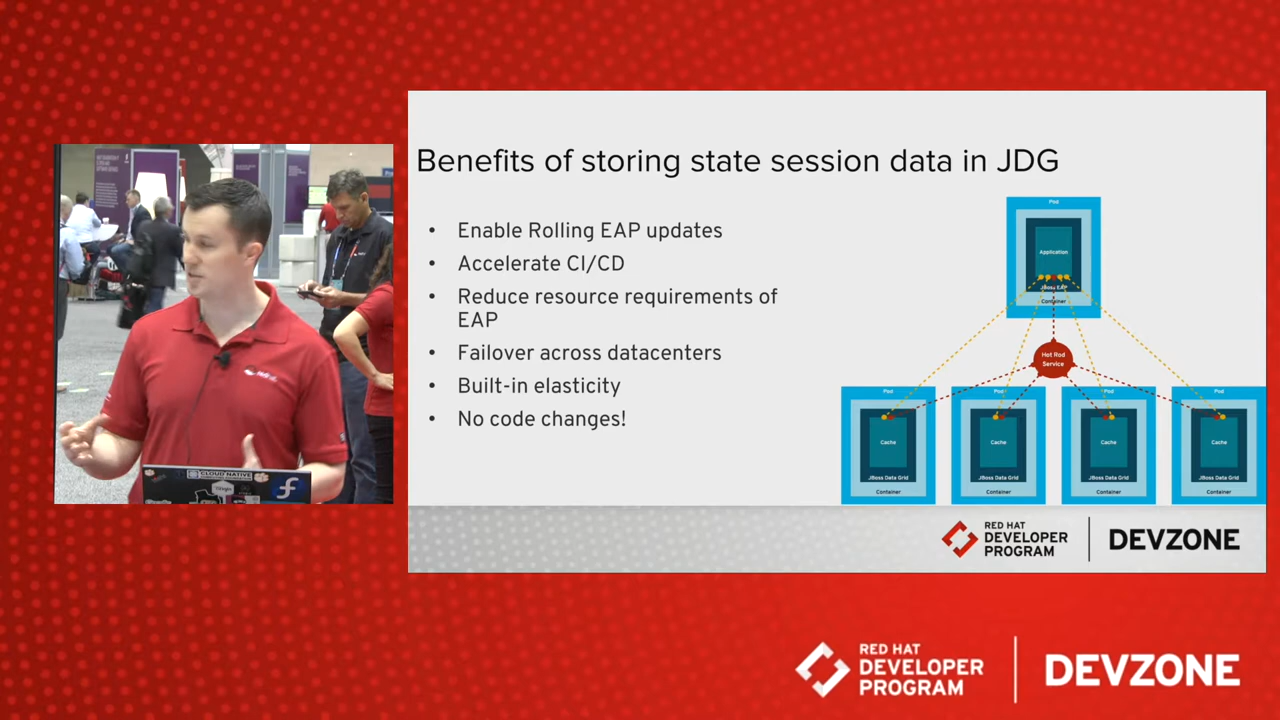 Benefits of storing state session data in JDG
• Enable Rolling EAP updates
• Accelerate CI/CD
• Reduce resource requirements of
EAP
• Failover across datacenters
• Built-in elasticity
• No code changes!
Pod
Application
JBoss EAP
Container
Hot Rod
Service
Pod
Cache
JBoss Data Grid
Container
Pod
Cache
JBoss Data Grid
Container
Pod
Cache
JBoss Data Grid
Container
Pod
Cache
JBoss Data Grid
Container
CLOUD NATIVE
RED HAT
DEVELOPER
PROGRAM
DEVZONE
RED HAT
DEVELOPER
PROGRAM
DEVZONE